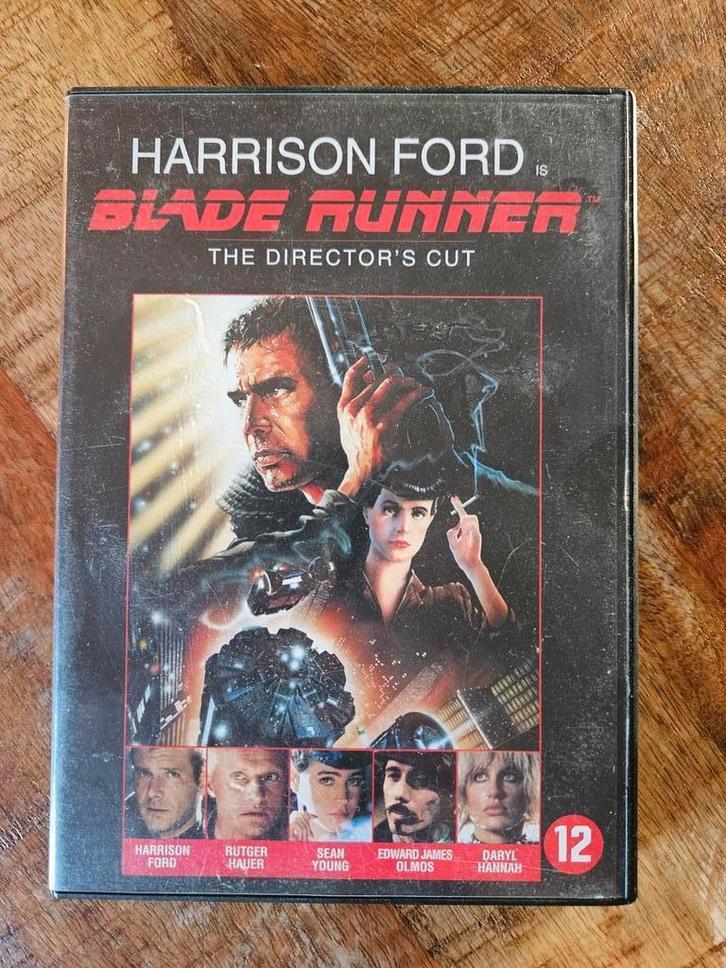 HARRISON FORD IS
BLADE RUNNER™
THE DIRECTOR'S CUT
HARRISON FORD
RUTGER HAUER
SEAN YOUNG
EDWARD JAMES OLMOS
DARYL HANNAH
12